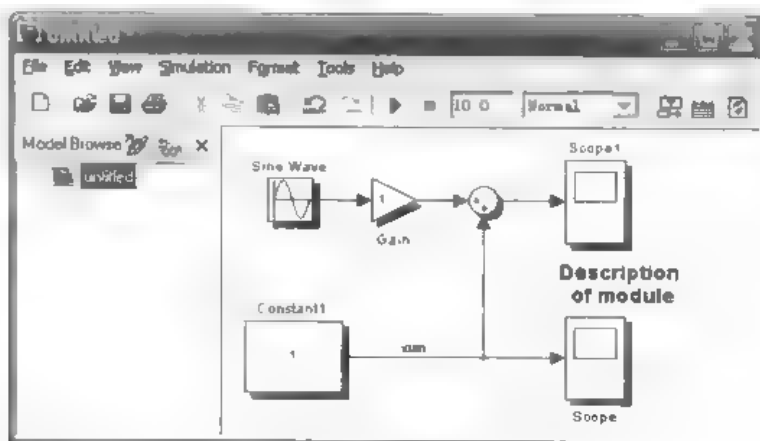 File Edit View Simulation Format Tools Help
10.0 Normal
Model Browse
untitled
Sine Wave
1
Gain
Scope1
Description
of module
Constant1
1
Scope